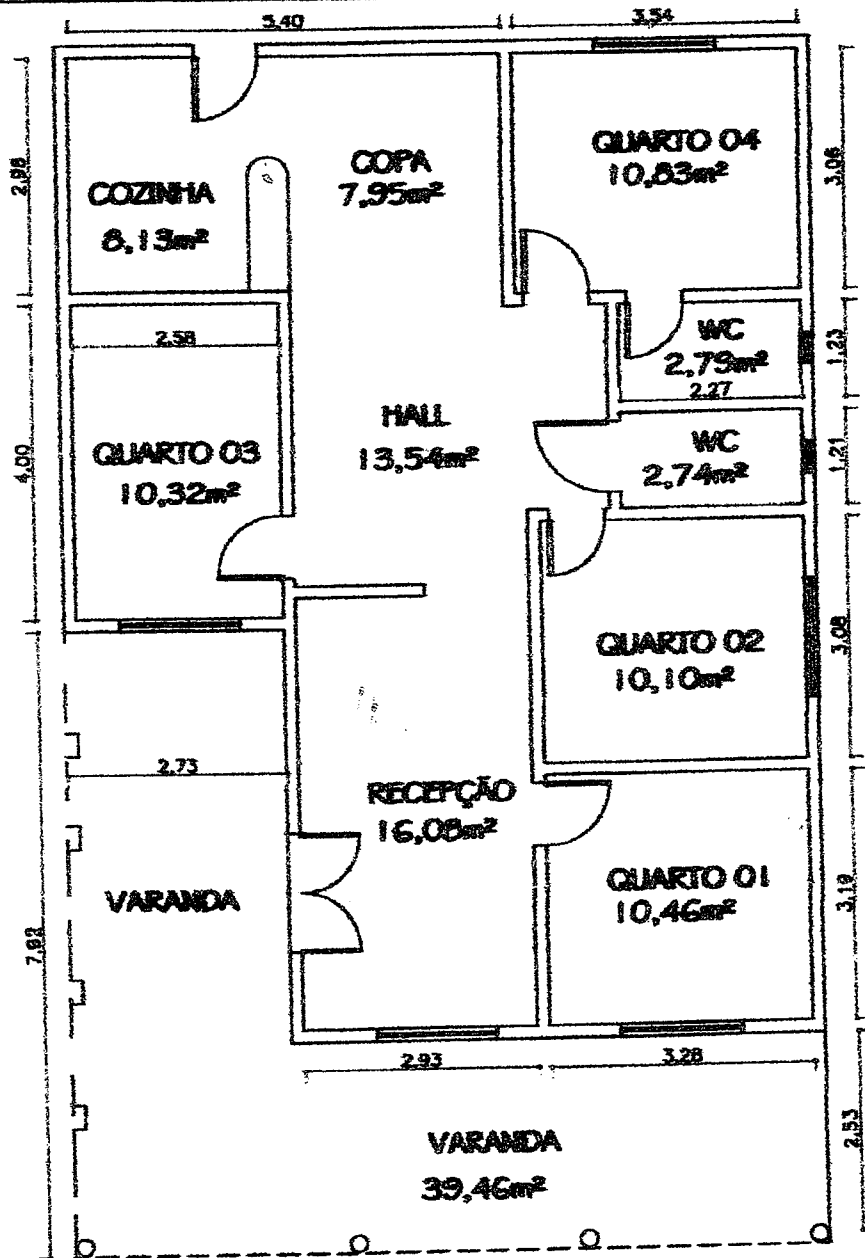 5.40
3.54
2.98
COZINHA
8,13m²
COPA
7,95m²
QUARTO 04
10,83m²
3.06
WC
2,79m²
2.27
1.23
2.58
QUARTO 03
10,32m²
4.00
HALL
13,54m²
WC
2,74m²
1.21
QUARTO 02
10,10m²
3.08
2.73
RECEPÇÃO
16,08m²
VARANDA
7.92
QUARTO 01
10,46m²
3.19
2.93
3.28
VARANDA
39,46m²
2.53